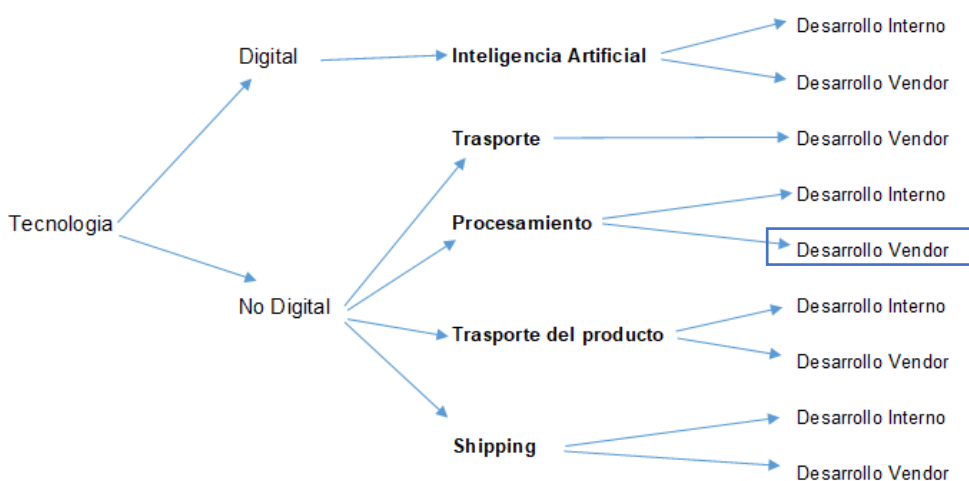 Desarrollo Interno
Digital
Inteligencia Artificial
Desarrollo Vendor
Trasporte
Desarrollo Vendor
Desarrollo Interno
Tecnologia
Procesamiento
Desarrollo Vendor
No Digital
Desarrollo Interno
Trasporte del producto
Desarrollo Vendor
Desarrollo Interno
Shipping
Desarrollo Vendor